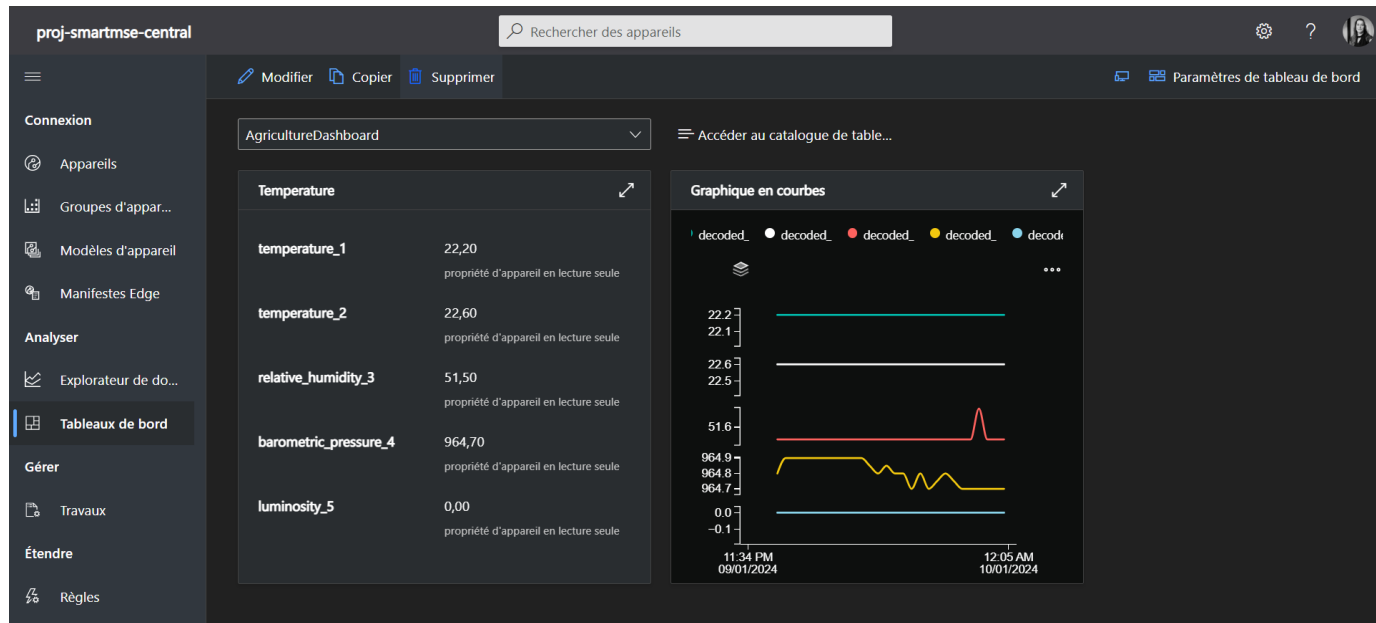 proj-smartmse-central
Rechercher des appareils
?
Modifier
Copier
Supprimer
Paramètres de tableau de bord
Connexion
Appareils
Groupes d'appar...
Modèles d'appareil
Manifestes Edge
Analyser
Explorateur de do...
Tableaux de bord
Gérer
Travaux
Étendre
Règles
AgricultureDashboard
Accéder au catalogue de table...
Temperature
temperature_1 22,20
propriété d'appareil en lecture seule
temperature_2 22,60
propriété d'appareil en lecture seule
relative_humidity_3 51,50
propriété d'appareil en lecture seule
barometric_pressure_4 964,70
propriété d'appareil en lecture seule
luminosity_5 0,00
propriété d'appareil en lecture seule
Graphique en courbes
decoded_ decoded_ decoded_ decoded_ decode
22.2
22.1
22.6
22.5
51.6
964.9
964.8
964.7
0.0
−0.1
11:34 PM 12:05 AM
09/01/2024 10/01/2024